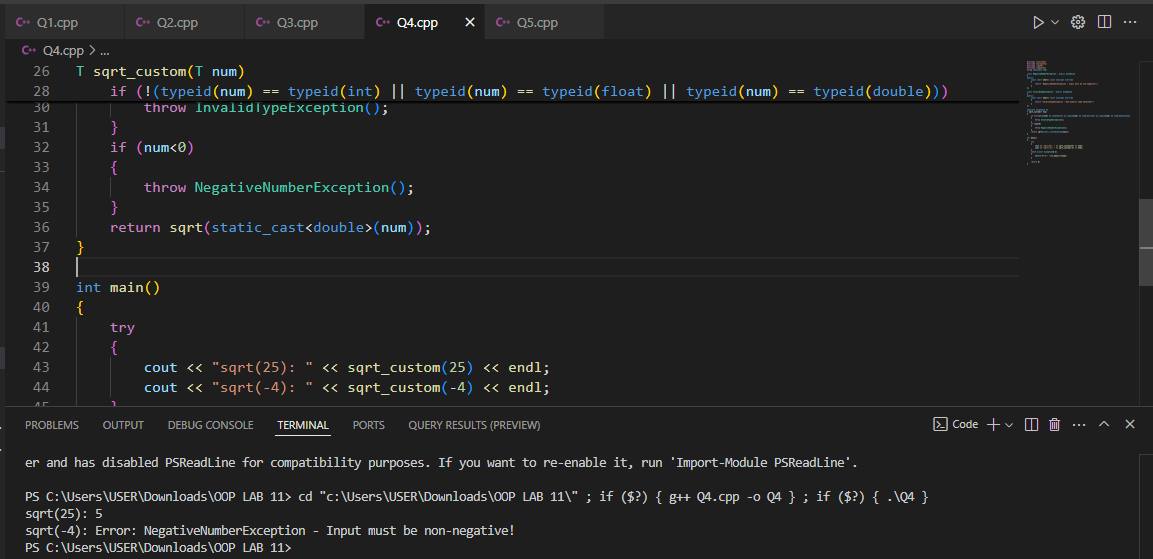 C++ Q1.cpp C++ Q2.cpp C++ Q3.cpp C++ Q4.cpp C++ Q5.cpp
C++ Q4.cpp > ...
26 T sqrt_custom(T num)
28 if (!(typeid(num) == typeid(int) || typeid(num) == typeid(float) || typeid(num) == typeid(double)))
30 throw InvalidTypeException();
31 }
32 if (num<0)
33 {
34 throw NegativeNumberException();
35 }
36 return sqrt(static_cast<double>(num));
37 }
38
39 int main()
40 {
41 try
42 {
43 cout << "sqrt(25): " << sqrt_custom(25) << endl;
44 cout << "sqrt(-4): " << sqrt_custom(-4) << endl;
45 }
PROBLEMS OUTPUT DEBUG CONSOLE TERMINAL PORTS QUERY RESULTS (PREVIEW) Code
er and has disabled PSReadLine for compatibility purposes. If you want to re-enable it, run 'Import-Module PSReadLine'.
PS C:\Users\USER\Downloads\OOP LAB 11> cd "c:\Users\USER\Downloads\OOP LAB 11\" ; if ($?) { g++ Q4.cpp -o Q4 } ; if ($?) { .\Q4 }
sqrt(25): 5
sqrt(-4): Error: NegativeNumberException - Input must be non-negative!
PS C:\Users\USER\Downloads\OOP LAB 11>